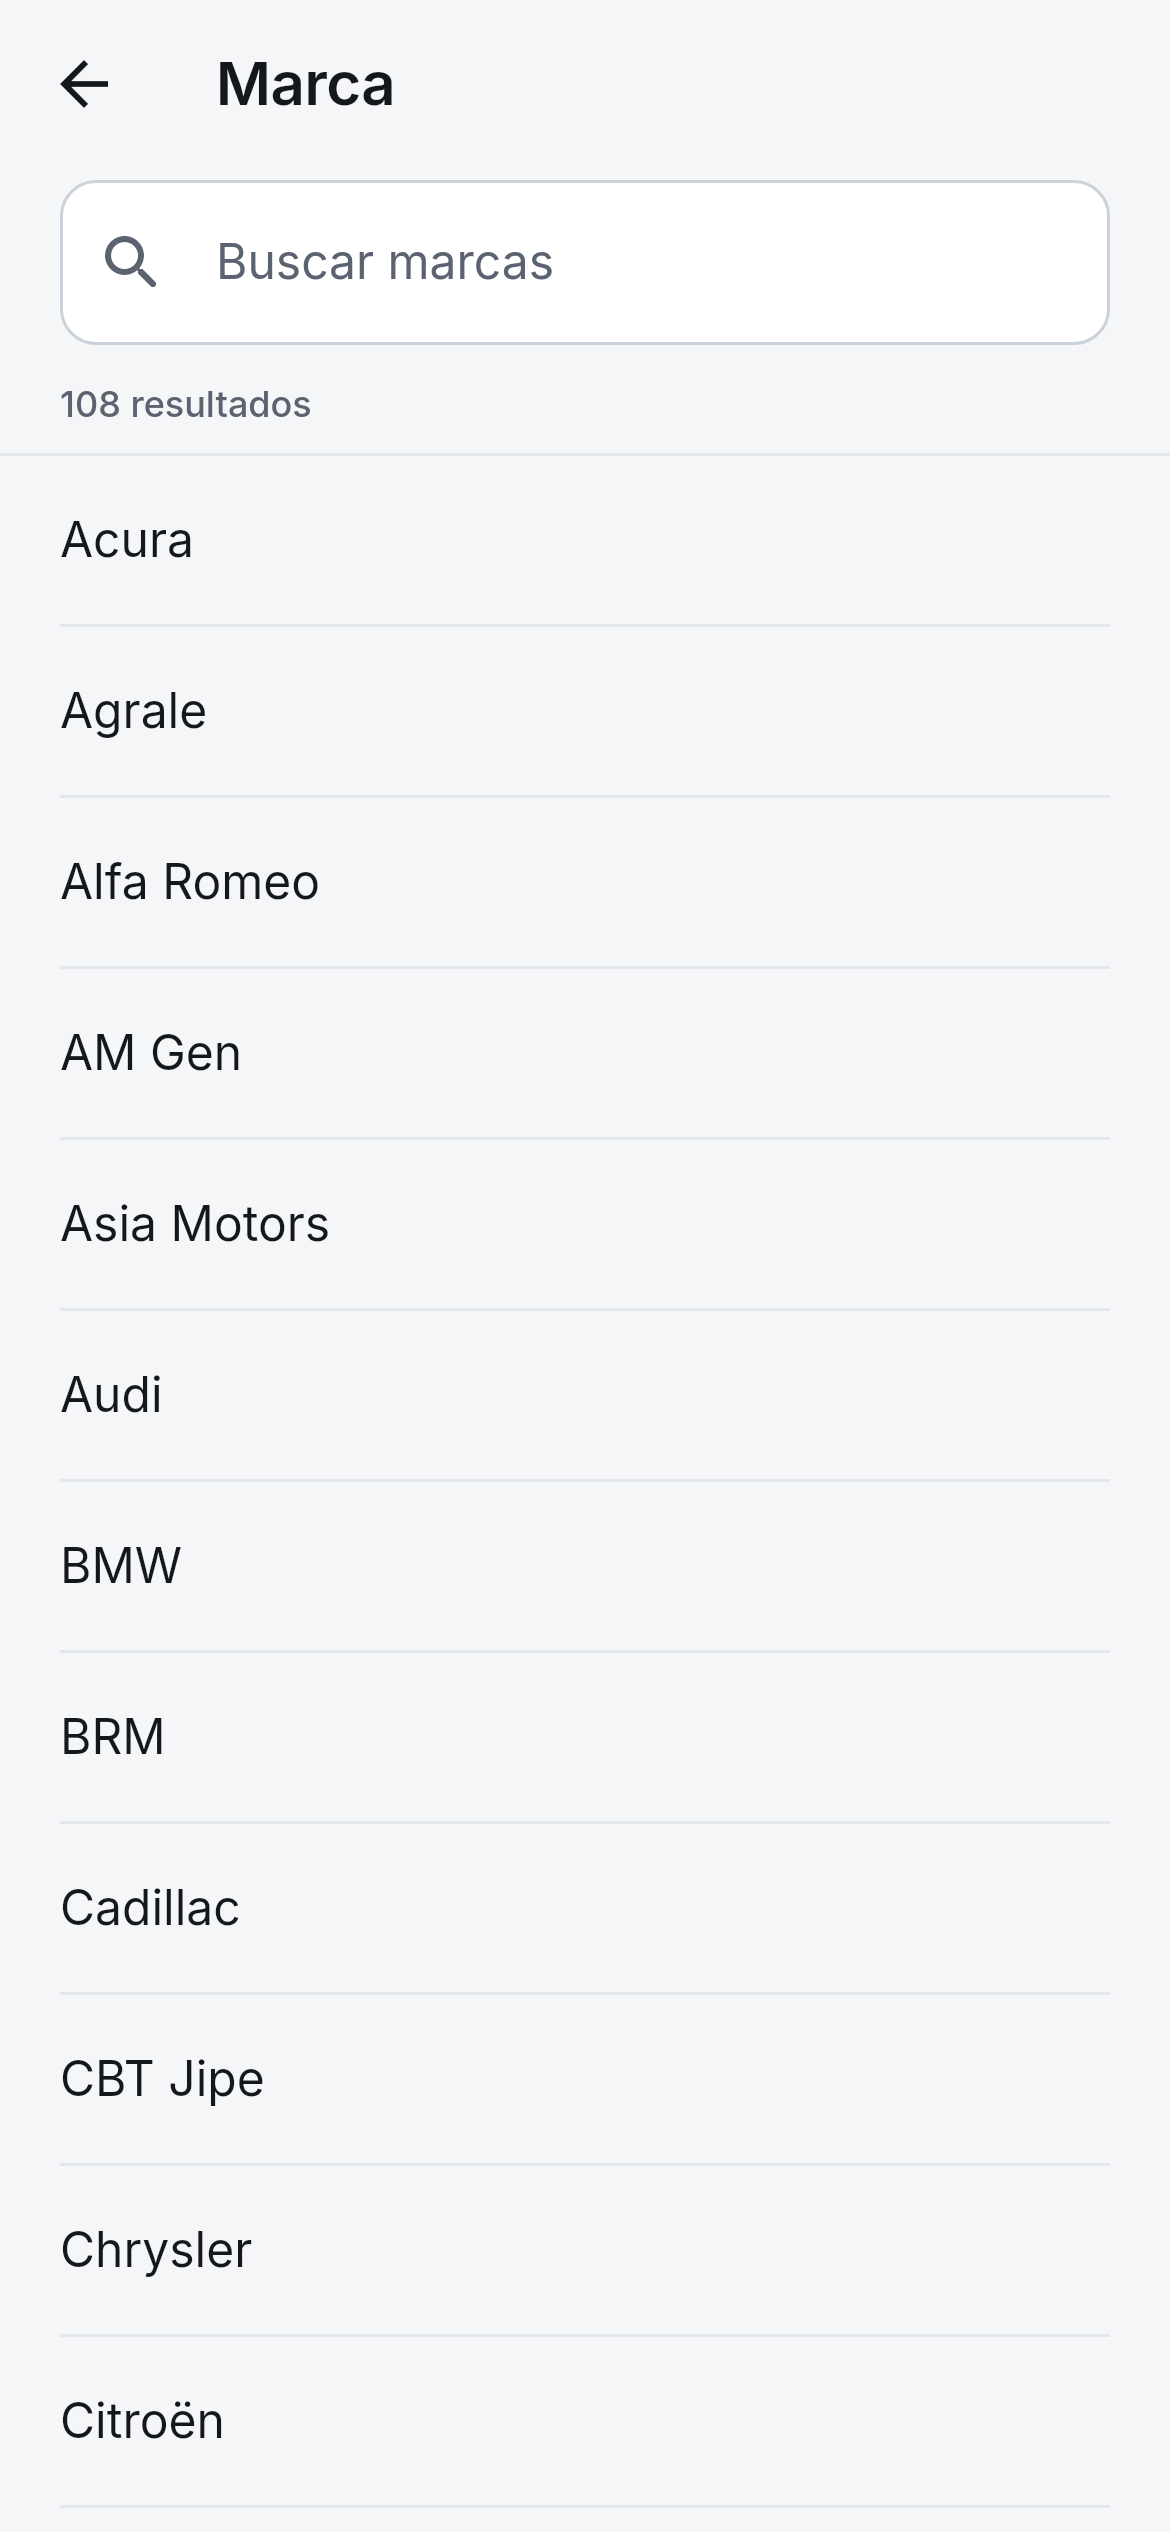 Marca
Buscar marcas
108 resultados
Acura
Agrale
Alfa Romeo
AM Gen
Asia Motors
Audi
BMW
BRM
Cadillac
CBT Jipe
Chrysler
Citroën